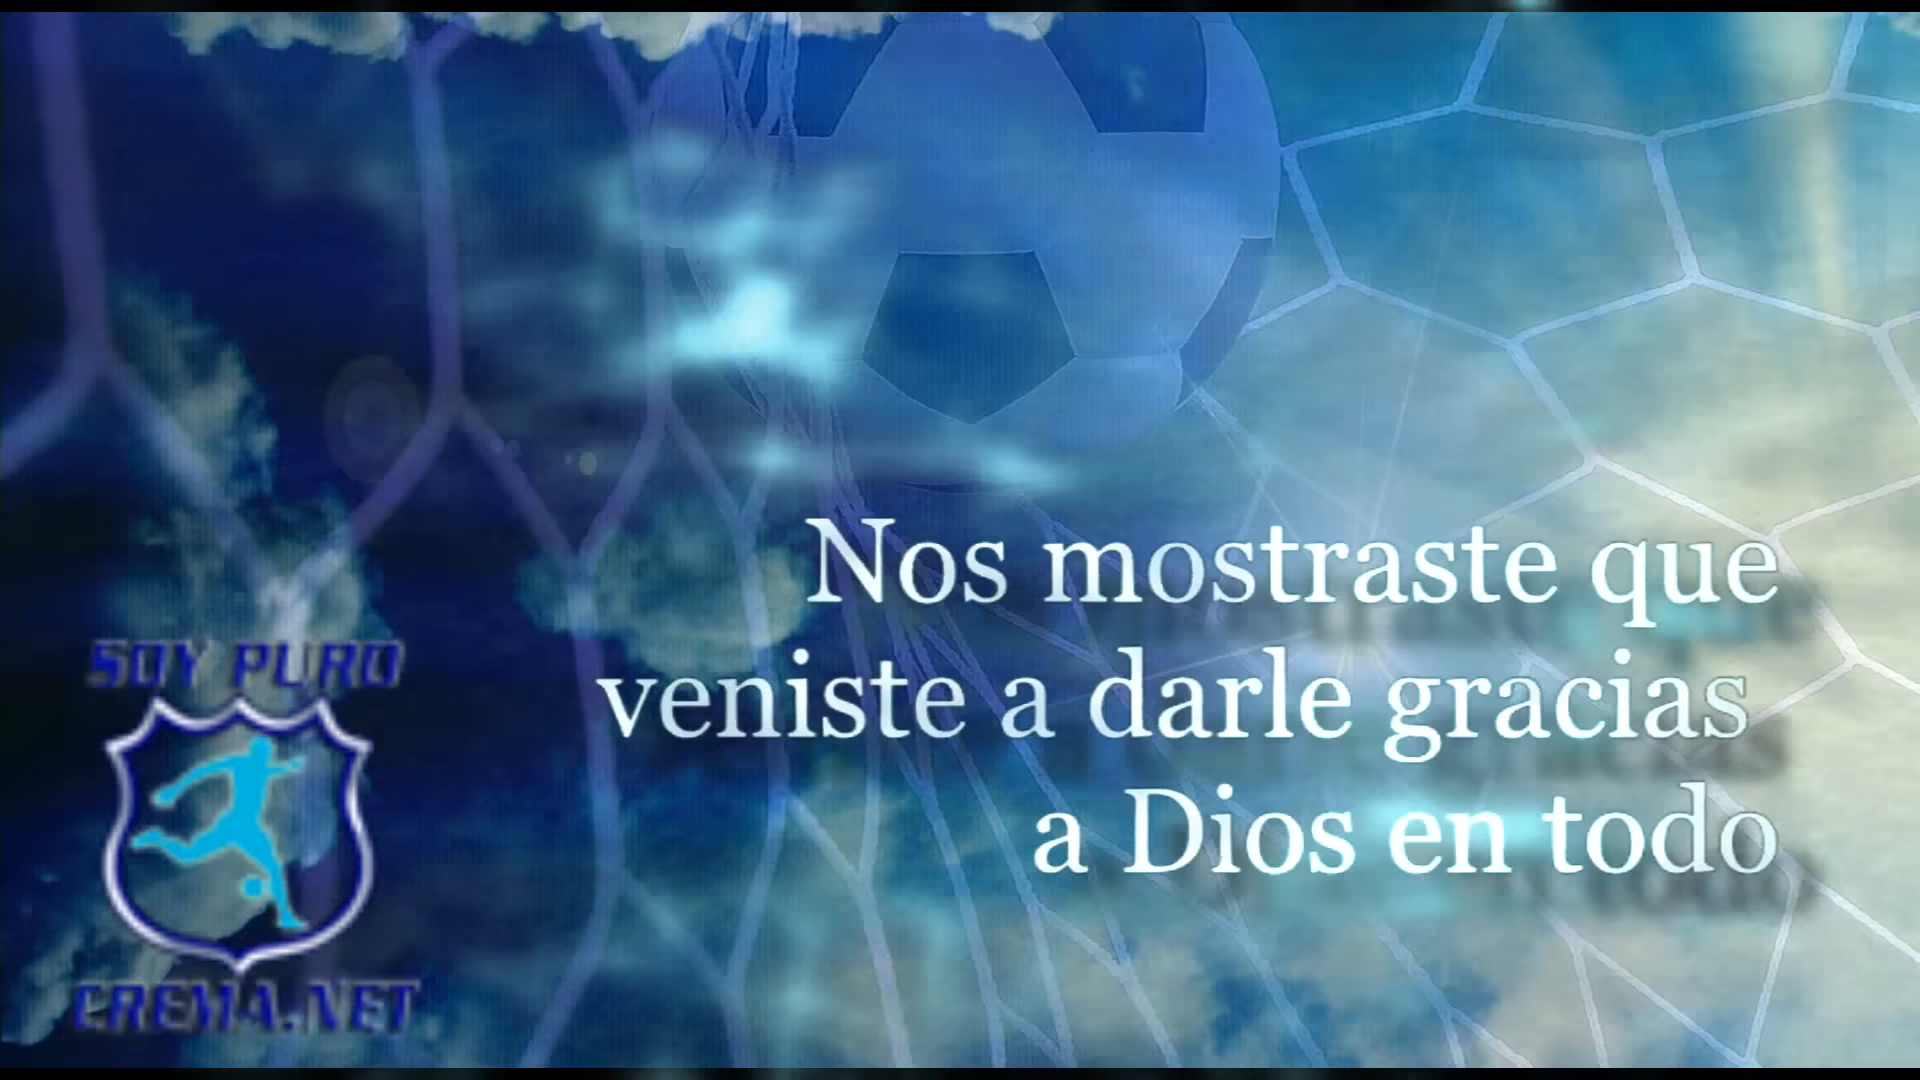 Nos mostraste que
veniste a darle gracias
a Dios en todo
SOY PURO
CREMA.NET